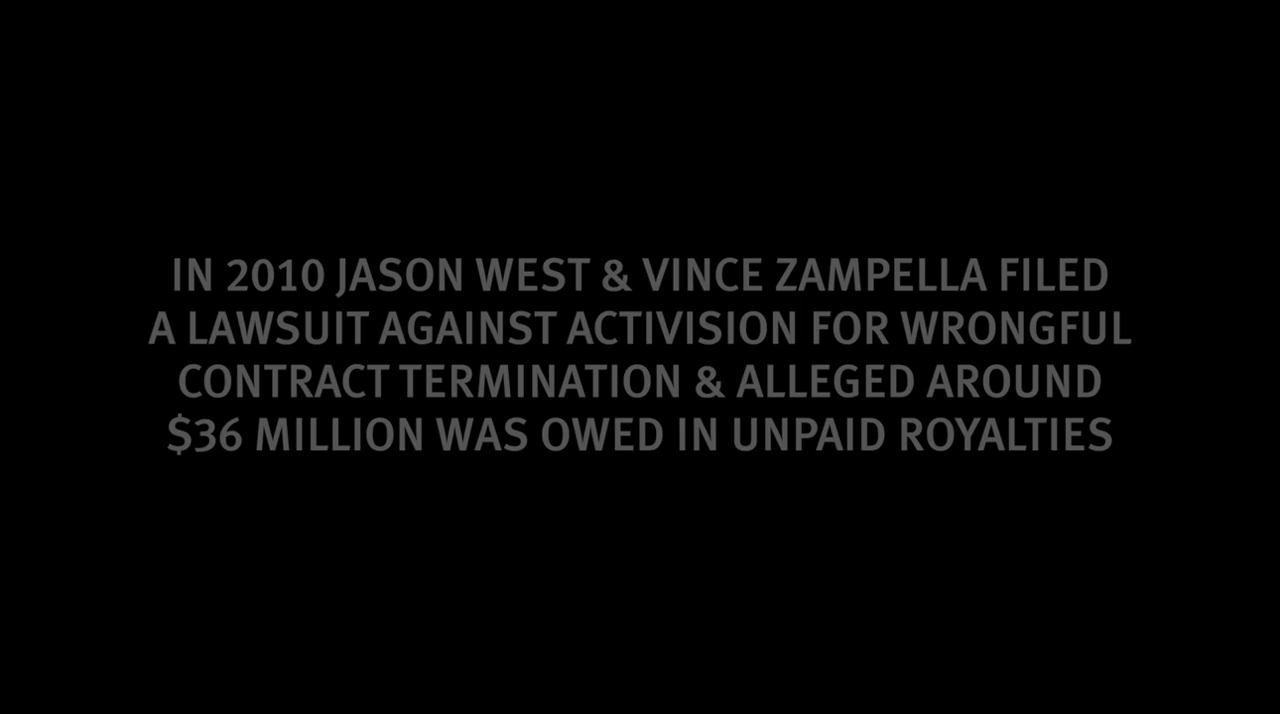 IN 2010 JASON WEST & VINCE ZAMPELLA FILED
A LAWSUIT AGAINST ACTIVISION FOR WRONGFUL
CONTRACT TERMINATION & ALLEGED AROUND
$36 MILLION WAS OWED IN UNPAID ROYALTIES